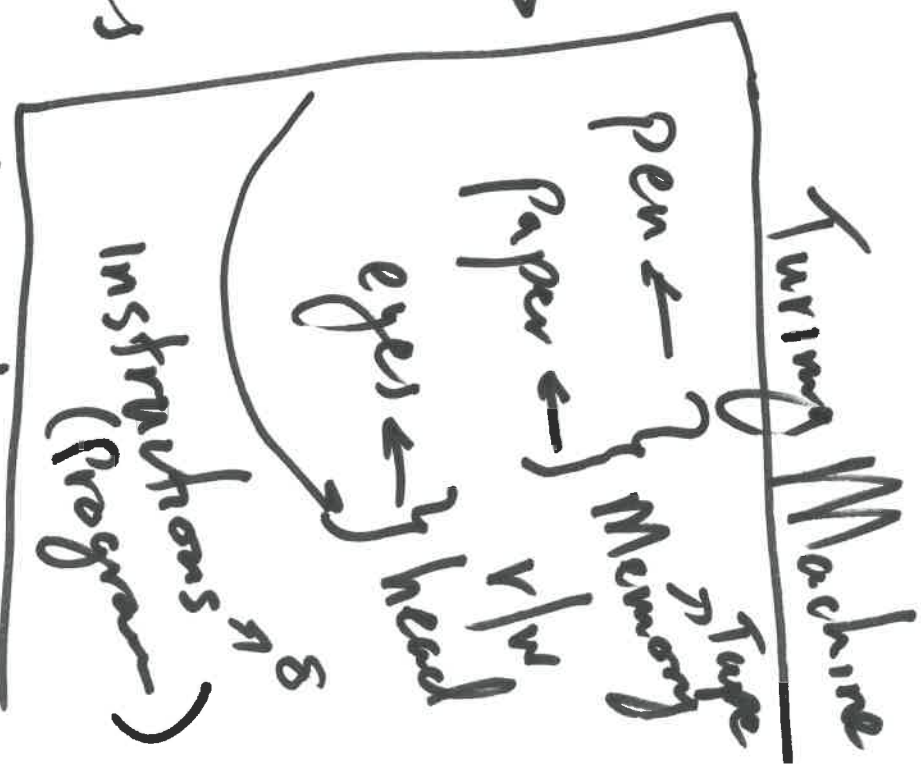 Turing Machine
Pen ← } Memory → Tape
Paper ←
eyes ← } r/w head
Instructions → δ
(Program)